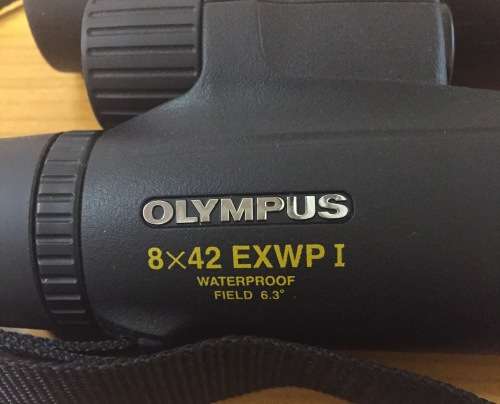 OLYMPUS
8×42 EXWP I
WATERPROOF
FIELD 6.3°